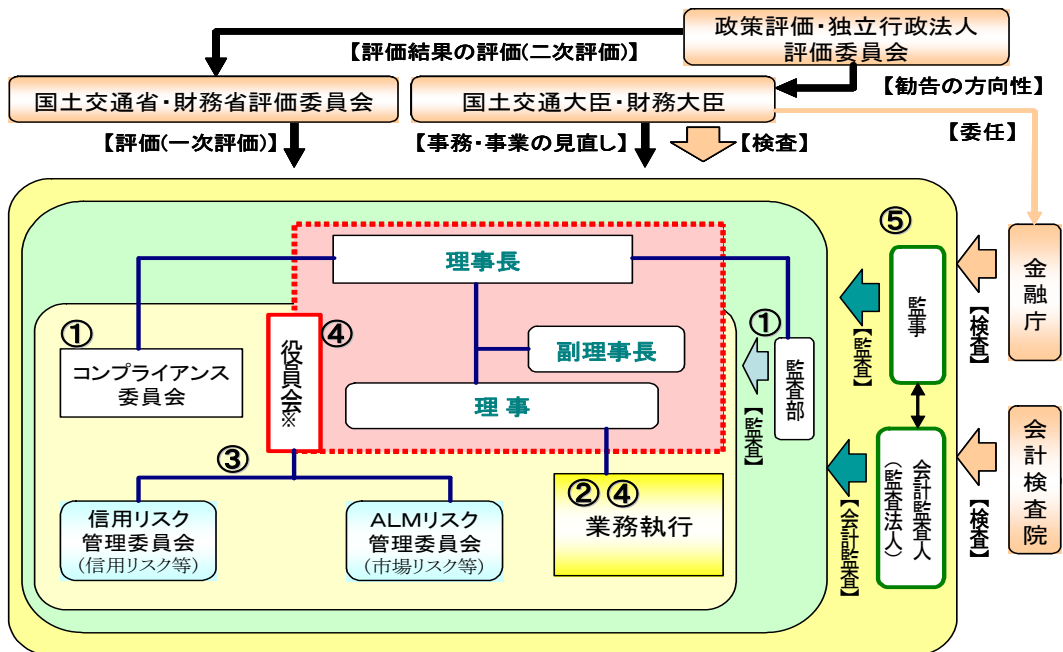 政策評価・独立行政法人
評価委員会
【評価結果の評価(二次評価)】
【勧告の方向性】
国土交通省・財務省評価委員会
国土交通大臣・財務大臣
【評価(一次評価)】
【事務・事業の見直し】
【検査】
【委任】
⑤
理事長
監事
金融庁
【検査】
【監査】
①
コンプライアンス
委員会
役員会※
④
副理事長
①
監査部
【監査】
理事
③
信用リスク
管理委員会
(信用リスク等)
ALMリスク
管理委員会
(市場リスク等)
② ④
業務執行
会計監査人
(監査法人)
【会計監査】
【検査】
会計検査院